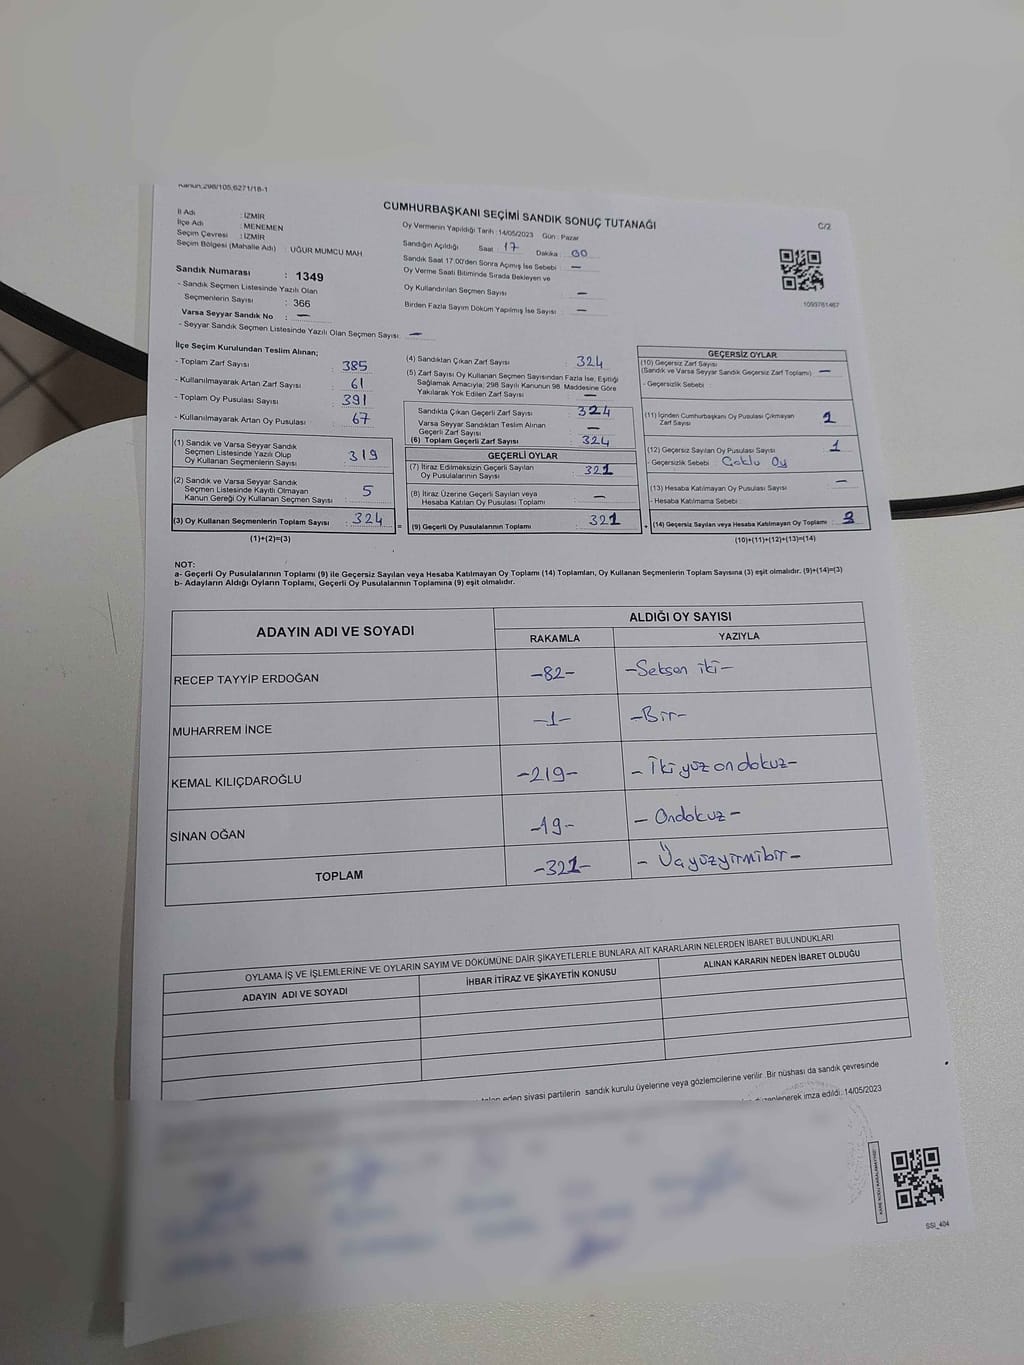 Kanun,298/105,6271/18-1
CUMHURBAŞKANI SEÇİMİ SANDIK SONUÇ TUTANAĞI
C/2
İl Adı : İZMİR
İlçe Adı : MENEMEN
Seçim Çevresi : İZMİR
Seçim Bölgesi (Mahalle Adı) : UĞUR MUMCU MAH
Sandık Numarası : 1349
- Sandık Seçmen Listesinde Yazılı Olan
Seçmenlerin Sayısı : 366
Varsa Seyyar Sandık No : —
- Seyyar Sandık Seçmen Listesinde Yazılı Olan Seçmen Sayısı: —
Oy Vermenin Yapıldığı Tarih :14/05/2023 Gün : Pazar
Sandığın Açıldığı Saat 17 Dakika 00
Sandık Saat 17.00'den Sonra Açımış İse Sebebi —
Oy Verme Saati Bitiminde Sırada Bekleyen ve
Oy Kullandırılan Seçmen Sayısı —
Birden Fazla Sayım Döküm Yapılmış İse Sayısı : —
1093761467
İlçe Seçim Kurulundan Teslim Alınan;
- Toplam Zarf Sayısı : 385
- Kullanılmayarak Artan Zarf Sayısı : 61
- Toplam Oy Pusulası Sayısı : 391
- Kullanılmayarak Artan Oy Pusulası : 67
(1) Sandık ve Varsa Seyyar Sandık
Seçmen Listesinde Yazılı Olup
Oy Kullanan Seçmenlerin Sayısı : 319
(2) Sandık ve Varsa Seyyar Sandık
Seçmen Listesinde Kayıtlı Olmayan
Kanun Gereği Oy Kullanan Seçmen Sayısı : 5
(3) Oy Kullanan Seçmenlerin Toplam Sayısı : 324 =
(1)+(2)=(3)
(4) Sandıktan Çıkan Zarf Sayısı : 324
(5) Zarf Sayısı Oy Kullanan Seçmen Sayısından Fazla İse, Eşitliği
Sağlamak Amacıyla; 298 Sayılı Kanunun 98. Maddesine Göre
Yakılarak Yok Edilen Zarf Sayısı : —
Sandıkta Çıkan Geçerli Zarf Sayısı : 324
Varsa Seyyar Sandıktan Teslim Alınan
Geçerli Zarf Sayısı : —
(6) Toplam Geçerli Zarf Sayısı : 324
GEÇERLİ OYLAR
(7) İtiraz Edilmeksizin Geçerli Sayılan
Oy Pusulasının Sayısı : 321
(8) İtiraz Üzerine Geçerli Sayılan veya
Hesaba Katılan Oy Pusulası Toplamı : —
(9) Geçerli Oy Pusulalarının Toplamı : 321 +
GEÇERSİZ OYLAR
(10) Geçersiz Zarf Sayısı
(Sandık ve Varsa Seyyar Sandık Geçersiz Zarf Toplamı) : —
- Geçersizlik Sebebi :
(11) İçinden Cumhurbaşkanı Oy Pusulası Çıkmayan
Zarf Sayısı : 2
(12) Geçersiz Sayılan Oy Pusulası Sayısı : 1
- Geçersizlik Sebebi : Çoklu Oy
(13) Hesaba Katılmayan Oy Pusulası Sayısı : —
- Hesaba Katılmama Sebebi :
(14) Geçersiz Sayılan veya Hesaba Katılmayan Oy Toplamı : 3
(10)+(11)+(12)+(13)=(14)
NOT:
a- Geçerli Oy Pusulalarının Toplamı (9) ile Geçersiz Sayılan veya Hesaba Katılmayan Oy Toplamı (14) Toplamları, Oy Kullanan Seçmenlerin Toplam Sayısına (3) eşit olmalıdır. (9)+(14)=(3)
b- Adayların Aldığı Oyların Toplamı, Geçerli Oy Pusulalarının Toplamına (9) eşit olmalıdır.
ADAYIN ADI VE SOYADI ALDIĞI OY SAYISI
RAKAMLA YAZIYLA
RECEP TAYYİP ERDOĞAN -82- -Seksen iki-
MUHARREM İNCE -1- -Bir-
KEMAL KILIÇDAROĞLU -219- - İki yüz on dokuz-
SİNAN OĞAN -19- - Ondokuz -
TOPLAM -321- - Üçyüzyirmibir -
OYLAMA İŞ VE İŞLEMLERİNE VE OYLARIN SAYIM VE DÖKÜMÜNE DAİR ŞİKAYETLERLE BUNLARA AİT KARARLARIN NELERDEN İBARET BULUNDUKLARI
ADAYIN ADI VE SOYADI İHBAR İTİRAZ VE ŞİKAYETİN KONUSU ALINAN KARARIN NEDEN İBARET OLDUĞU
eden siyasi partilerin sandık kurulu üyelerine veya gözlemcilerine verilir. Bir nüshası da sandık çevresinde
düzenlenerek imza edildi. 14/05/2023
SSI_404